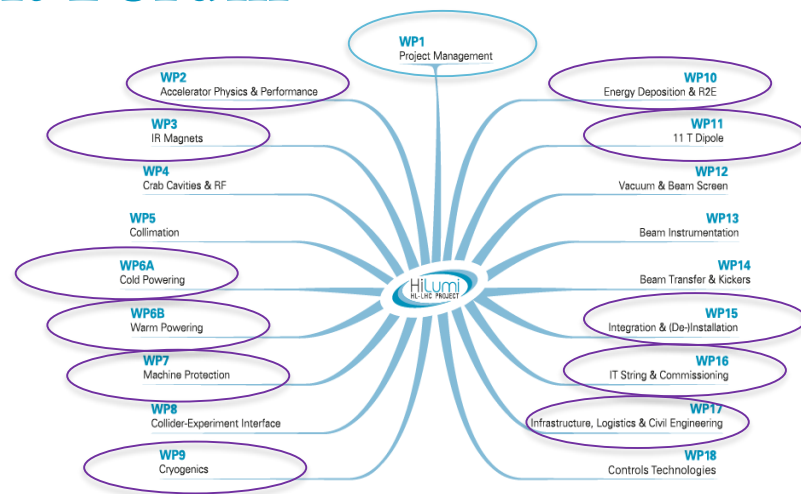 WP1
Project Management
WP2
Accelerator Physics & Performance
WP3
IR Magnets
WP4
Crab Cavities & RF
WP5
Collimation
WP6A
Cold Powering
WP6B
Warm Powering
WP7
Machine Protection
WP8
Collider-Experiment Interface
WP9
Cryogenics
HiLumi
HL-LHC PROJECT
WP10
Energy Deposition & R2E
WP11
11 T Dipole
WP12
Vacuum & Beam Screen
WP13
Beam Instrumentation
WP14
Beam Transfer & Kickers
WP15
Integration & (De-)Installation
WP16
IT String & Commissioning
WP17
Infrastructure, Logistics & Civil Engineering
WP18
Controls Technologies